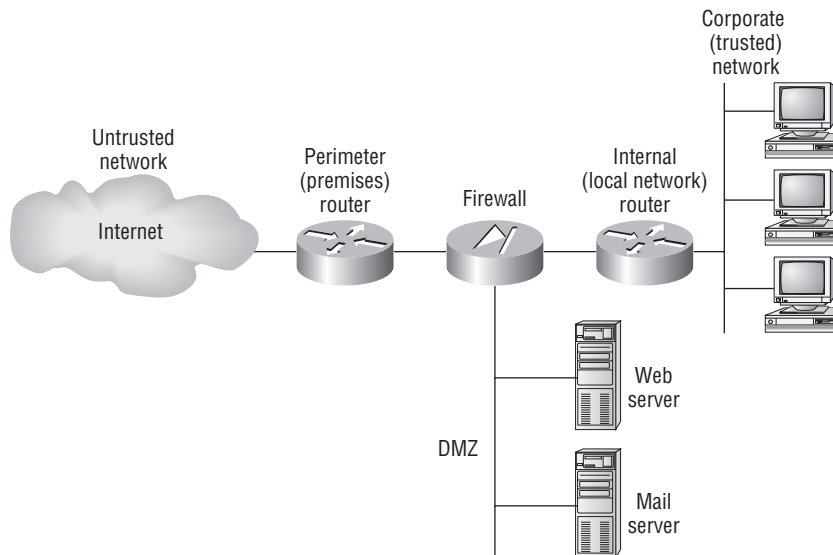 Corporate
(trusted)
network
Untrusted
network
Internet
Perimeter
(premises)
router
Firewall
Internal
(local network)
router
Web
server
DMZ
Mail
server